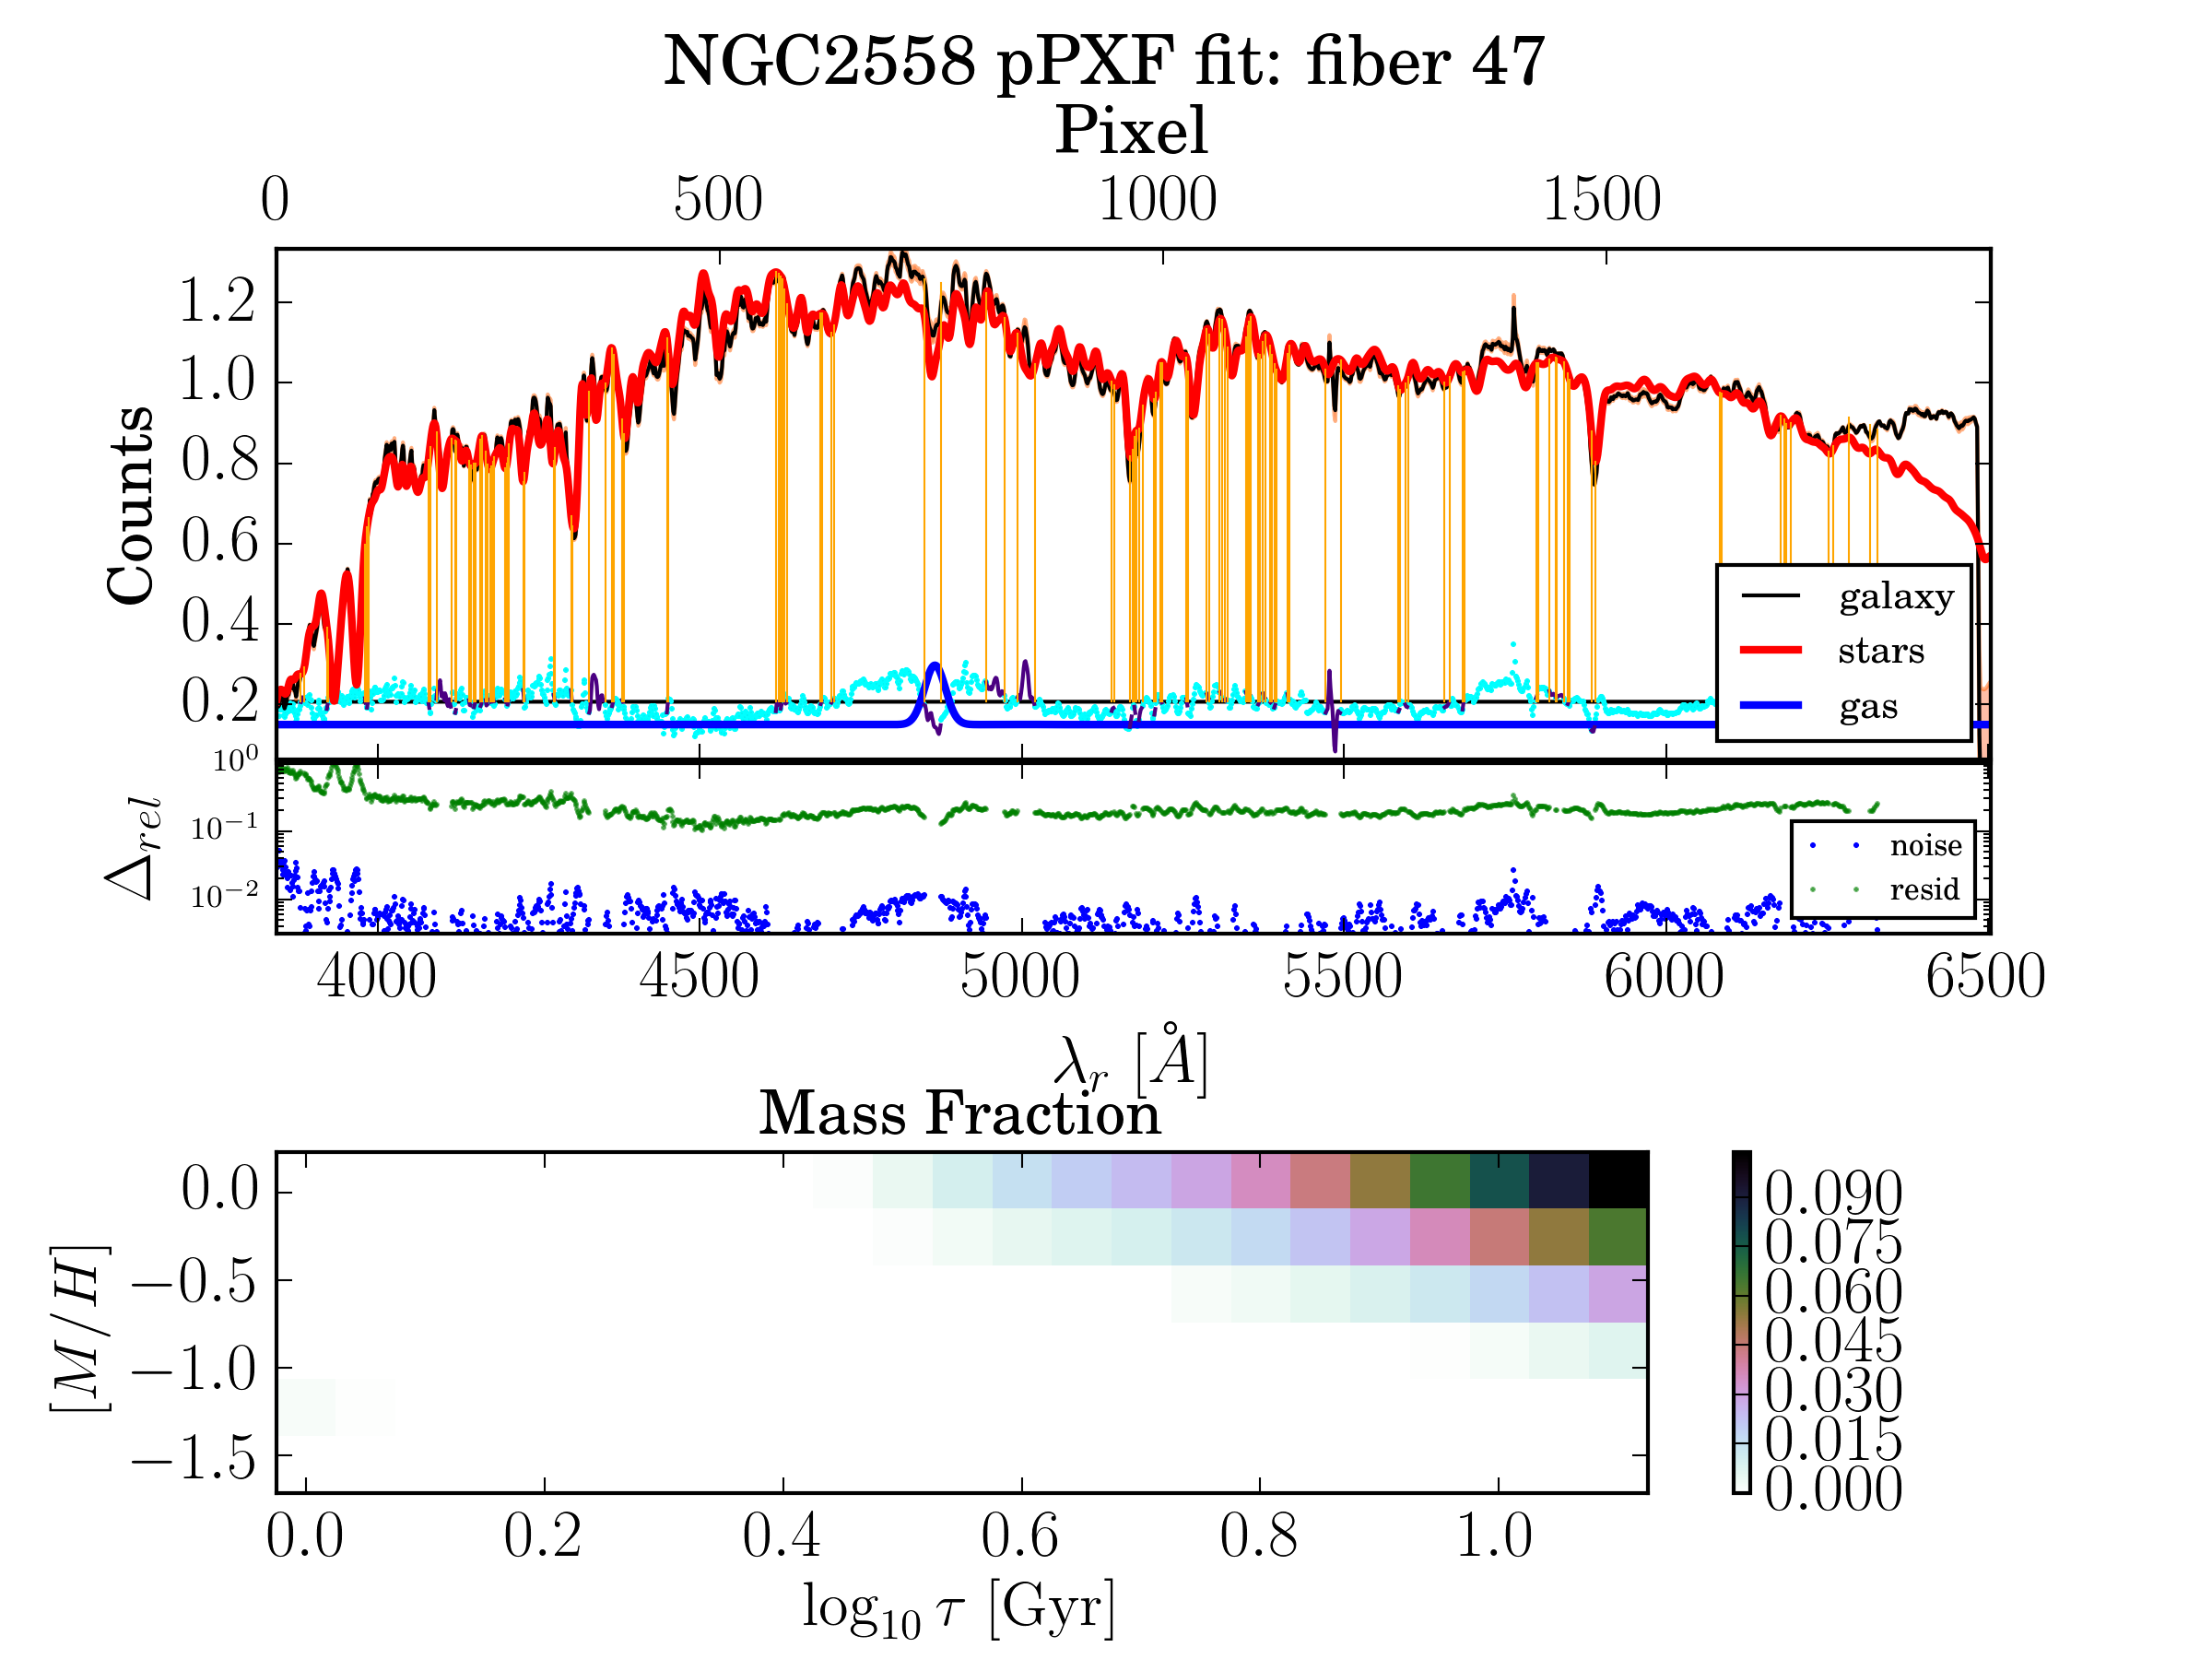 NGC2558 pPXF fit: fiber 47
Pixel
0 500 1000 1500
Counts
1.2
1.0
0.8
0.6
0.4
0.2
galaxy
stars
gas
Δrel
10⁰
10⁻¹
10⁻²
noise
resid
4000 4500 5000 5500 6000 6500
λr [Å]
Mass Fraction
[M/H]
0.0
−0.5
−1.0
−1.5
0.0 0.2 0.4 0.6 0.8 1.0
log₁₀ τ [Gyr]
0.090
0.075
0.060
0.045
0.030
0.015
0.000